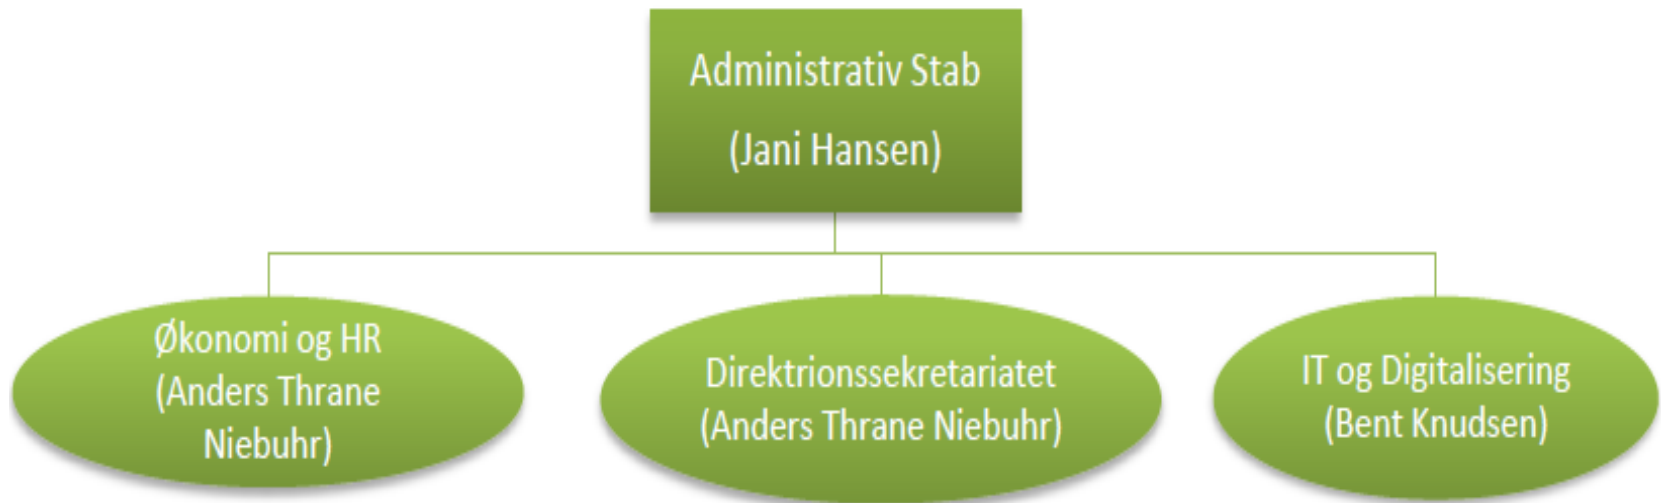 Administrativ Stab
(Jani Hansen)
Økonomi og HR
(Anders Thrane
Niebuhr)
Direktrionssekretariatet
(Anders Thrane Niebuhr)
IT og Digitalisering
(Bent Knudsen)